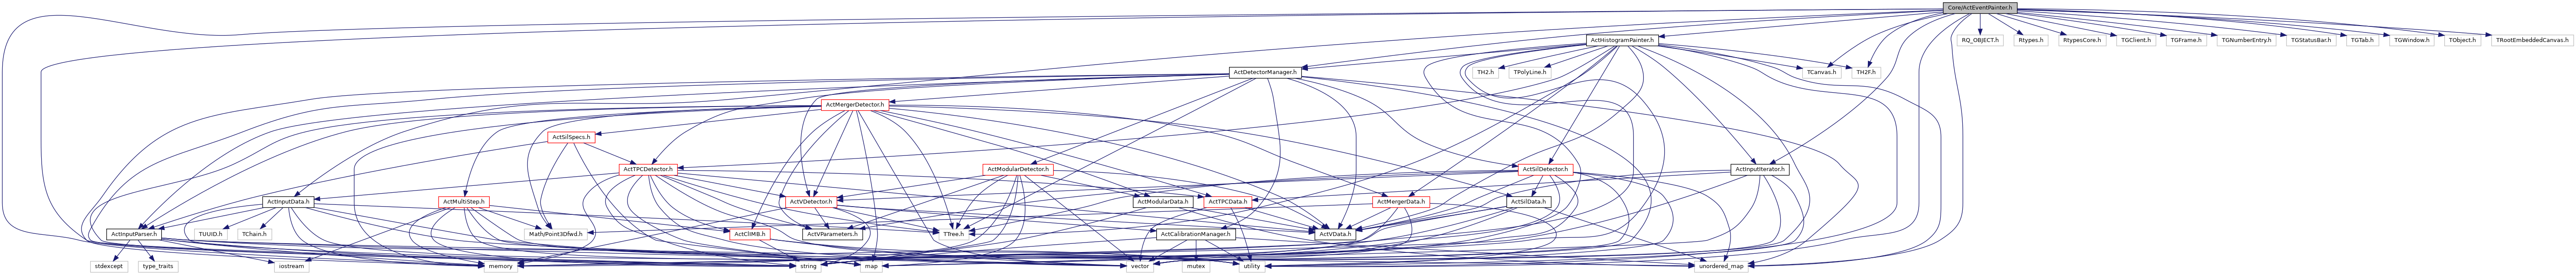 Core/ActEventPainter.h
ActHistogramPainter.h
RQ_OBJECT.h
Rtypes.h
RtypesCore.h
TGClient.h
TGFrame.h
TGNumberEntry.h
TGStatusBar.h
TGTab.h
TGWindow.h
TObject.h
TRootEmbeddedCanvas.h
ActDetectorManager.h
TH2.h
TPolyLine.h
TCanvas.h
TH2F.h
ActMergerDetector.h
ActSilSpecs.h
ActTPCDetector.h
ActModularDetector.h
ActSilDetector.h
ActInputIterator.h
ActInputData.h
ActMultiStep.h
ActVDetector.h
ActModularData.h
ActTPCData.h
ActMergerData.h
ActSilData.h
ActInputParser.h
TUUID.h
TChain.h
Math/Point3Dfwd.h
ActClIMB.h
ActVParameters.h
TTree.h
ActCalibrationManager.h
ActVData.h
stdexcept
type_traits
iostream
memory
string
map
vector
mutex
utility
unordered_map